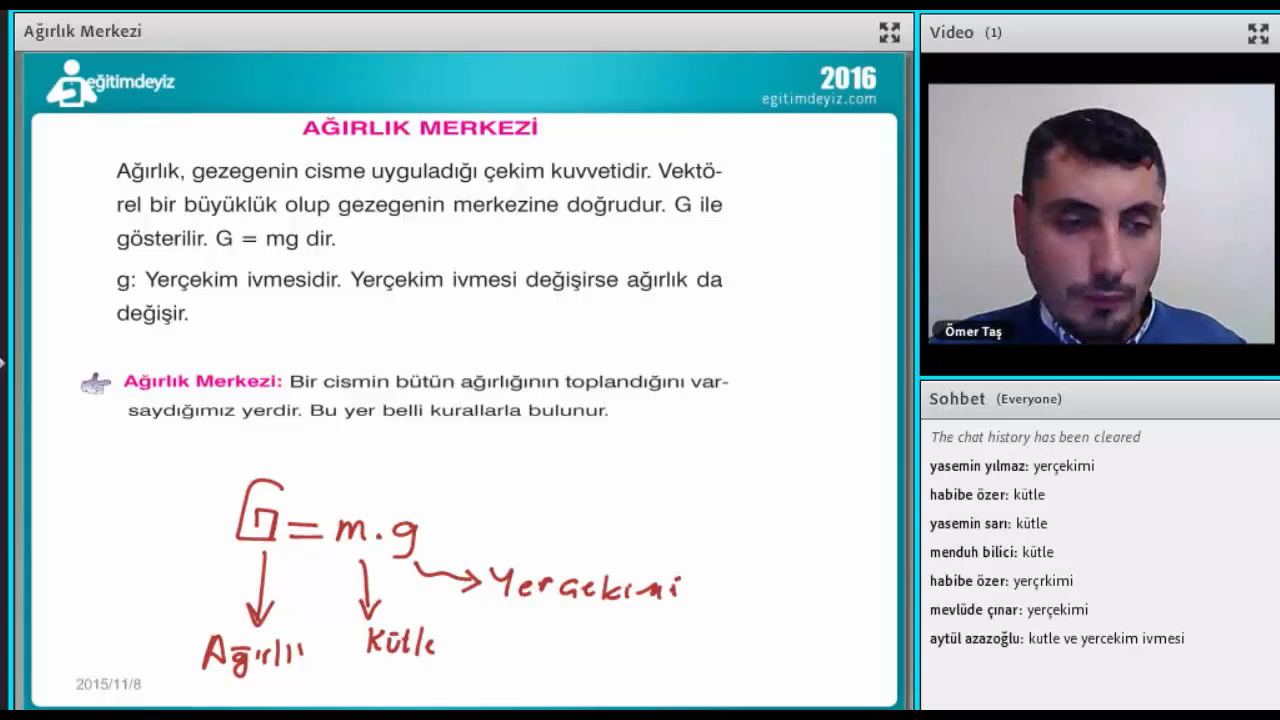 Ağırlık Merkezi
eğitimdeyiz
2016
egitimdeyiz.com
AĞIRLIK MERKEZİ
Ağırlık, gezegenin cisme uyguladığı çekim kuvvetidir. Vektö-
rel bir büyüklük olup gezegenin merkezine doğrudur. G ile
gösterilir. G = mg dir.
g: Yerçekim ivmesidir. Yerçekim ivmesi değişirse ağırlık da
değişir.
Ağırlık Merkezi: Bir cismin bütün ağırlığının toplandığını var-
saydığımız yerdir. Bu yer belli kurallarla bulunur.
G = m . g
Yerçekimi
Ağırlı
Kütle
2015/11/8
Video (1)
Ömer Taş
Sohbet (Everyone)
The chat history has been cleared
yasemin yılmaz: yerçekimi
habibe özer: kütle
yasemin sarı: kütle
menduh bilici: kütle
habibe özer: yerçrkimi
mevlüde çınar: yerçekimi
aytül azazoğlu: kutle ve yercekim ivmesi